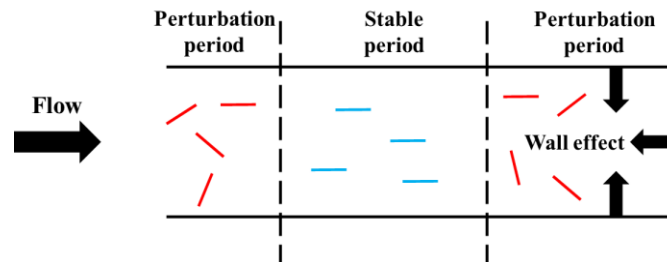 Perturbation
period
Stable
period
Perturbation
period
Flow
Wall effect